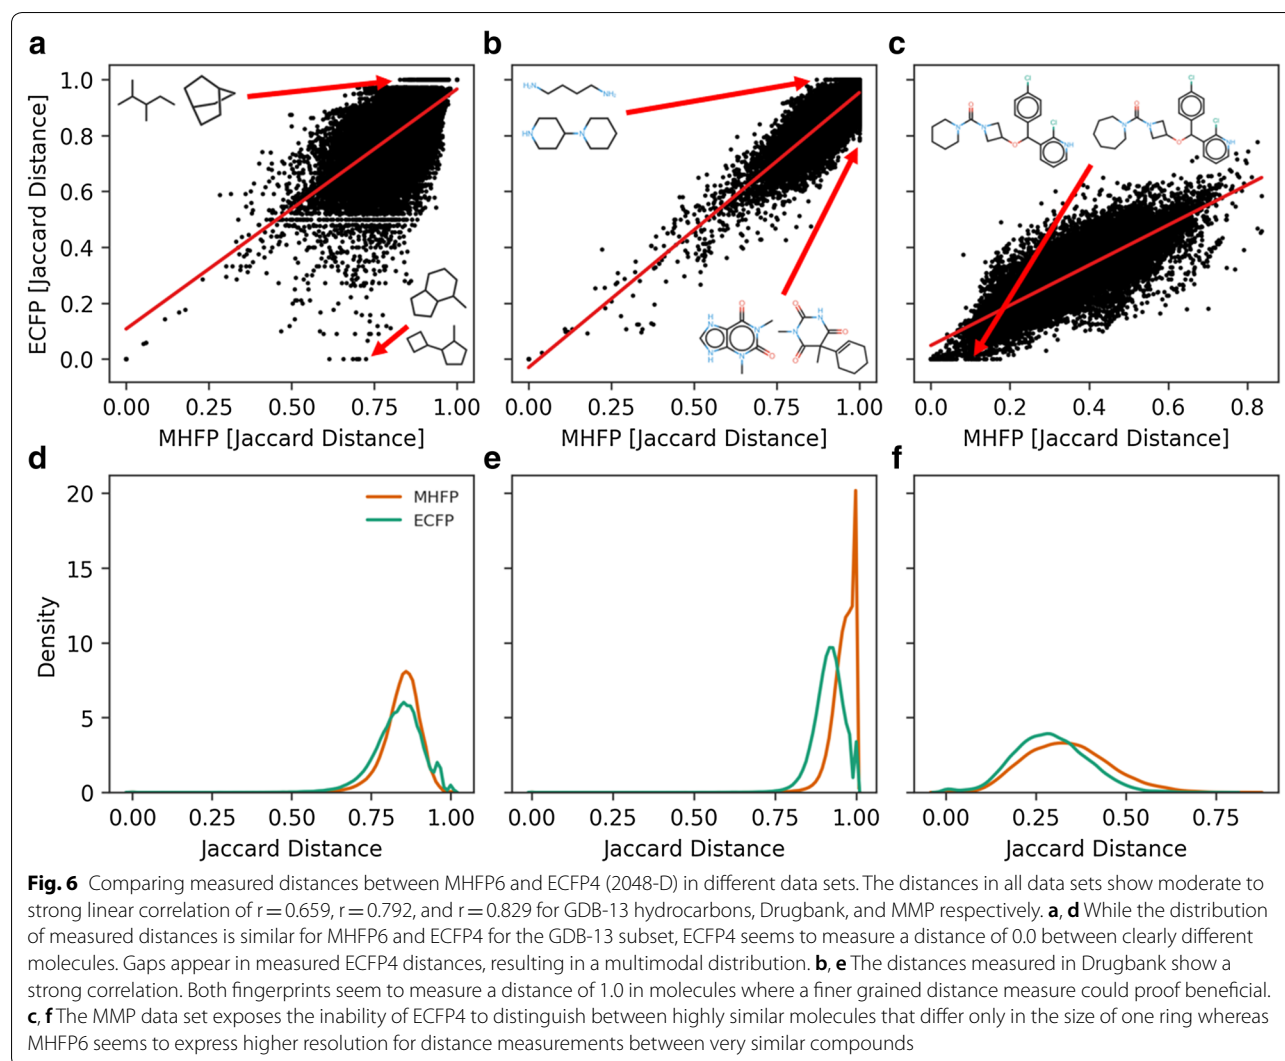 a
b
c
1.0
0.8
0.6
0.4
0.2
0.0
ECFP [Jaccard Distance]
0.00 0.25 0.50 0.75 1.00
MHFP [Jaccard Distance]
H₂N
NH₂
HN
N
O
N
H
N
N
H
N
N
O
O
N
NH
O
O
0.00 0.25 0.50 0.75 1.00
MHFP [Jaccard Distance]
Cl
O
N
N
O
Cl
NH
Cl
O
N
N
O
Cl
NH
0.0 0.2 0.4 0.6 0.8
MHFP [Jaccard Distance]
d
e
f
20
15
10
5
0
Density
MHFP
ECFP
0.00 0.25 0.50 0.75 1.00
Jaccard Distance
0.00 0.25 0.50 0.75 1.00
Jaccard Distance
0.00 0.25 0.50 0.75
Jaccard Distance
Fig. 6 Comparing measured distances between MHFP6 and ECFP4 (2048-D) in different data sets. The distances in all data sets show moderate to
strong linear correlation of r = 0.659, r = 0.792, and r = 0.829 for GDB-13 hydrocarbons, Drugbank, and MMP respectively. a, d While the distribution
of measured distances is similar for MHFP6 and ECFP4 for the GDB-13 subset, ECFP4 seems to measure a distance of 0.0 between clearly different
molecules. Gaps appear in measured ECFP4 distances, resulting in a multimodal distribution. b, e The distances measured in Drugbank show a
strong correlation. Both fingerprints seem to measure a distance of 1.0 in molecules where a finer grained distance measure could proof beneficial.
c, f The MMP data set exposes the inability of ECFP4 to distinguish between highly similar molecules that differ only in the size of one ring whereas
MHFP6 seems to express higher resolution for distance measurements between very similar compounds